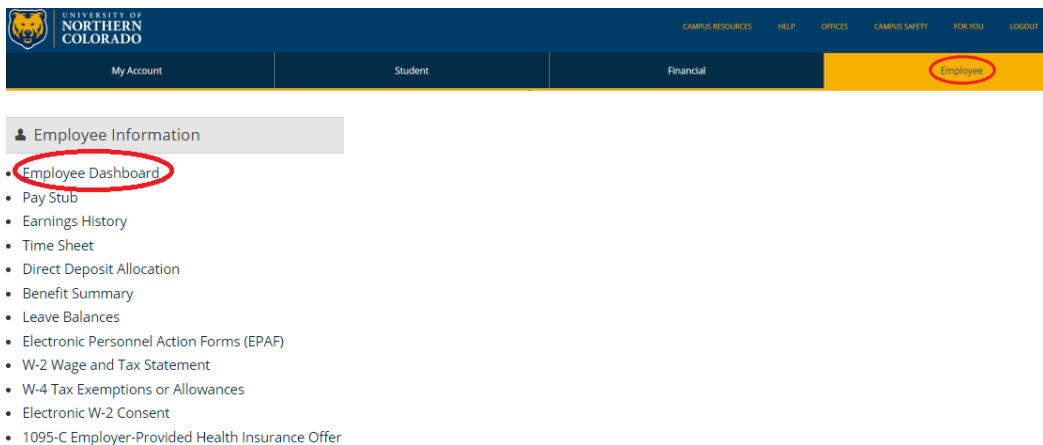 UNIVERSITY OF
NORTHERN
COLORADO
CAMPUS RESOURCES HELP OFFICES CAMPUS SAFETY FOR YOU LOGOUT
My Account Student Financial Employee
Employee Information
• Employee Dashboard
• Pay Stub
• Earnings History
• Time Sheet
• Direct Deposit Allocation
• Benefit Summary
• Leave Balances
• Electronic Personnel Action Forms (EPAF)
• W-2 Wage and Tax Statement
• W-4 Tax Exemptions or Allowances
• Electronic W-2 Consent
• 1095-C Employer-Provided Health Insurance Offer